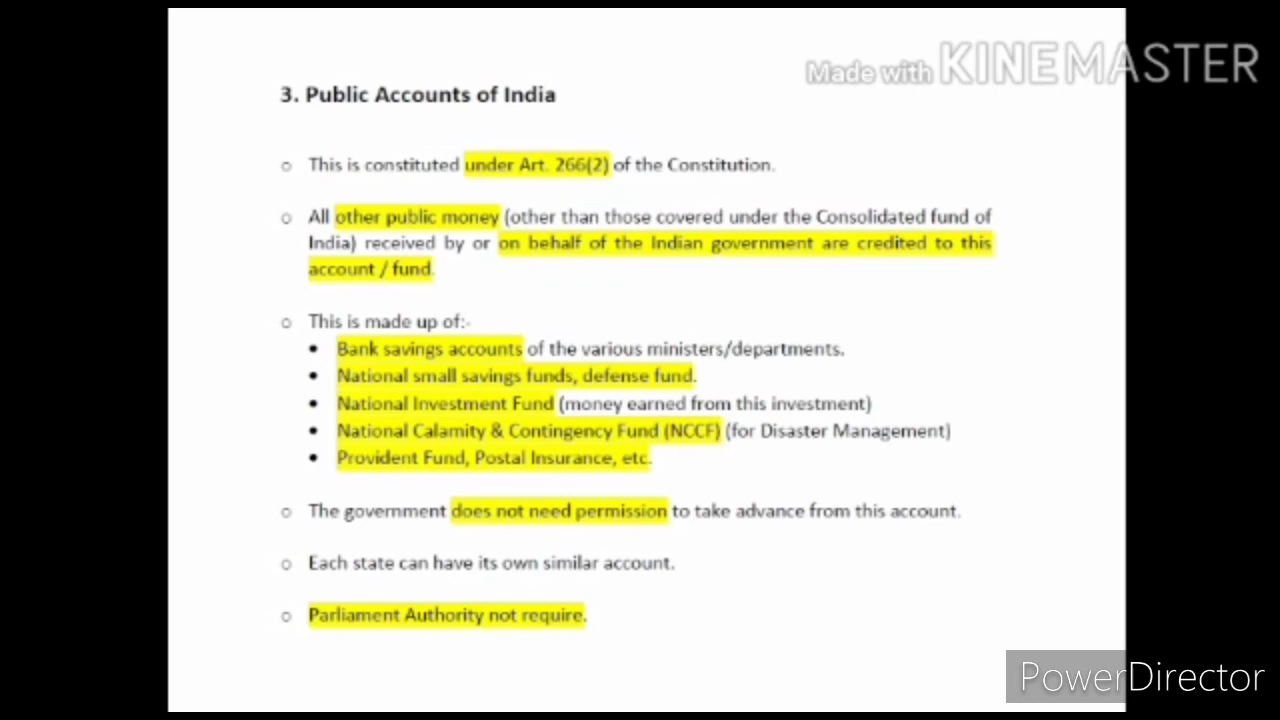 Made with KINEMASTER
3. Public Accounts of India
o This is constituted under Art. 266(2) of the Constitution.
o All other public money (other than those covered under the Consolidated fund of
India) received by or on behalf of the Indian government are credited to this
account / fund.
o This is made up of:-
• Bank savings accounts of the various ministers/departments.
• National small savings funds, defense fund.
• National Investment Fund (money earned from this investment)
• National Calamity & Contingency Fund (NCCF) (for Disaster Management)
• Provident Fund, Postal Insurance, etc.
o The government does not need permission to take advance from this account.
o Each state can have its own similar account.
o Parliament Authority not require.
PowerDirector